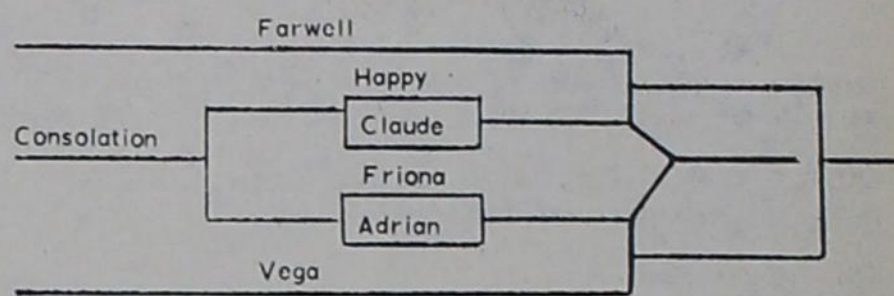 Farwell
Happy
Claude
Consolation
Friona
Adrian
Vega